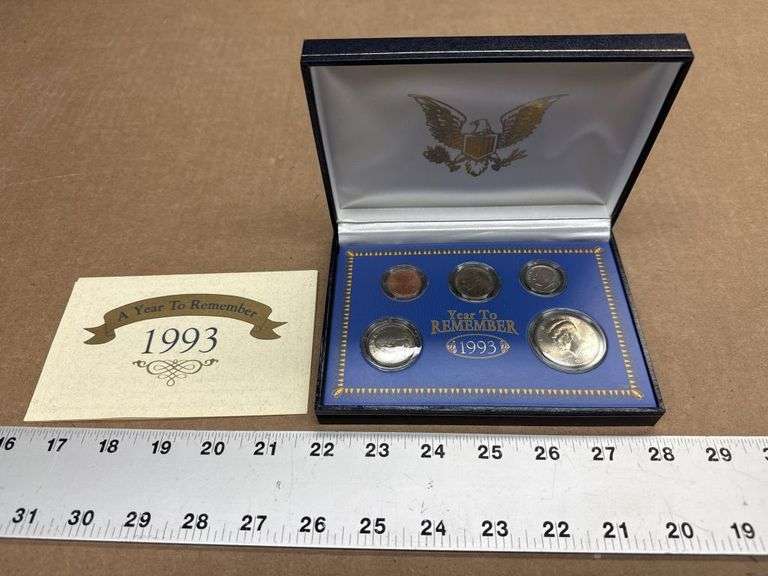 A Year To Remember
1993
Year To
REMEMBER
1993
16 17 18 19 20 21 22 23 24 25 26 27 28 29
31 30 29 28 27 26 25 24 23 22 21 20 19